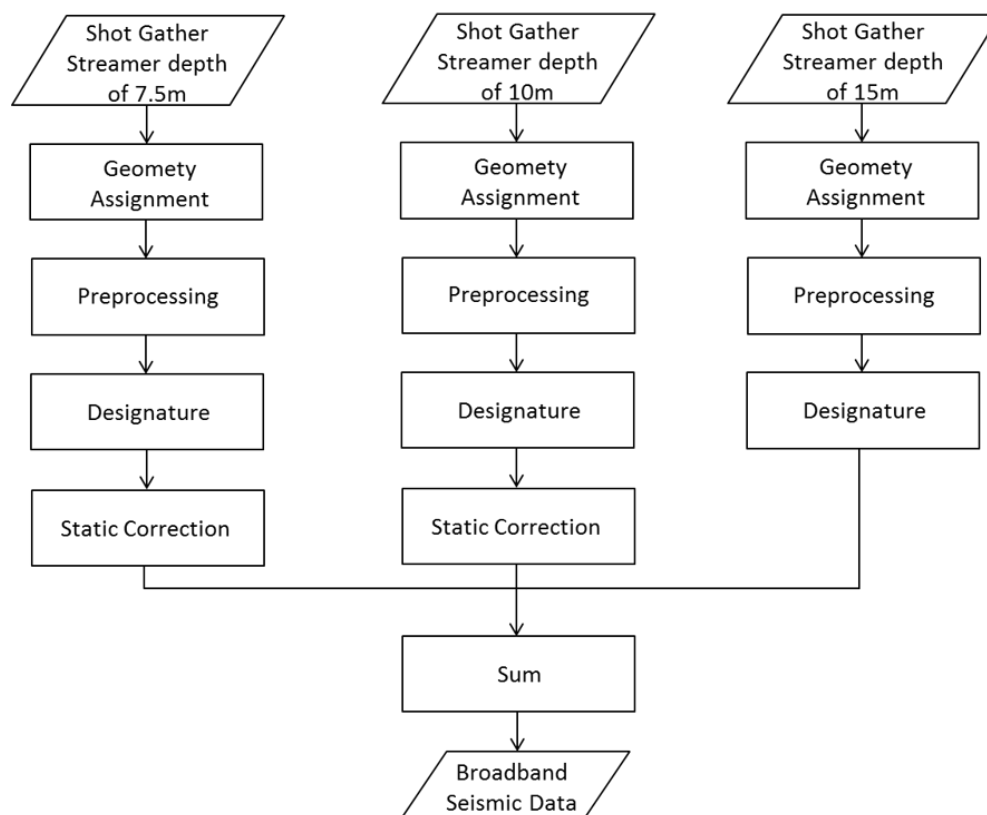 Shot Gather
Streamer depth
of 7.5m
Shot Gather
Streamer depth
of 10m
Shot Gather
Streamer depth
of 15m
Geomety
Assignment
Geomety
Assignment
Geomety
Assignment
Preprocessing
Preprocessing
Preprocessing
Designature
Designature
Designature
Static Correction
Static Correction
Sum
Broadband
Seismic Data